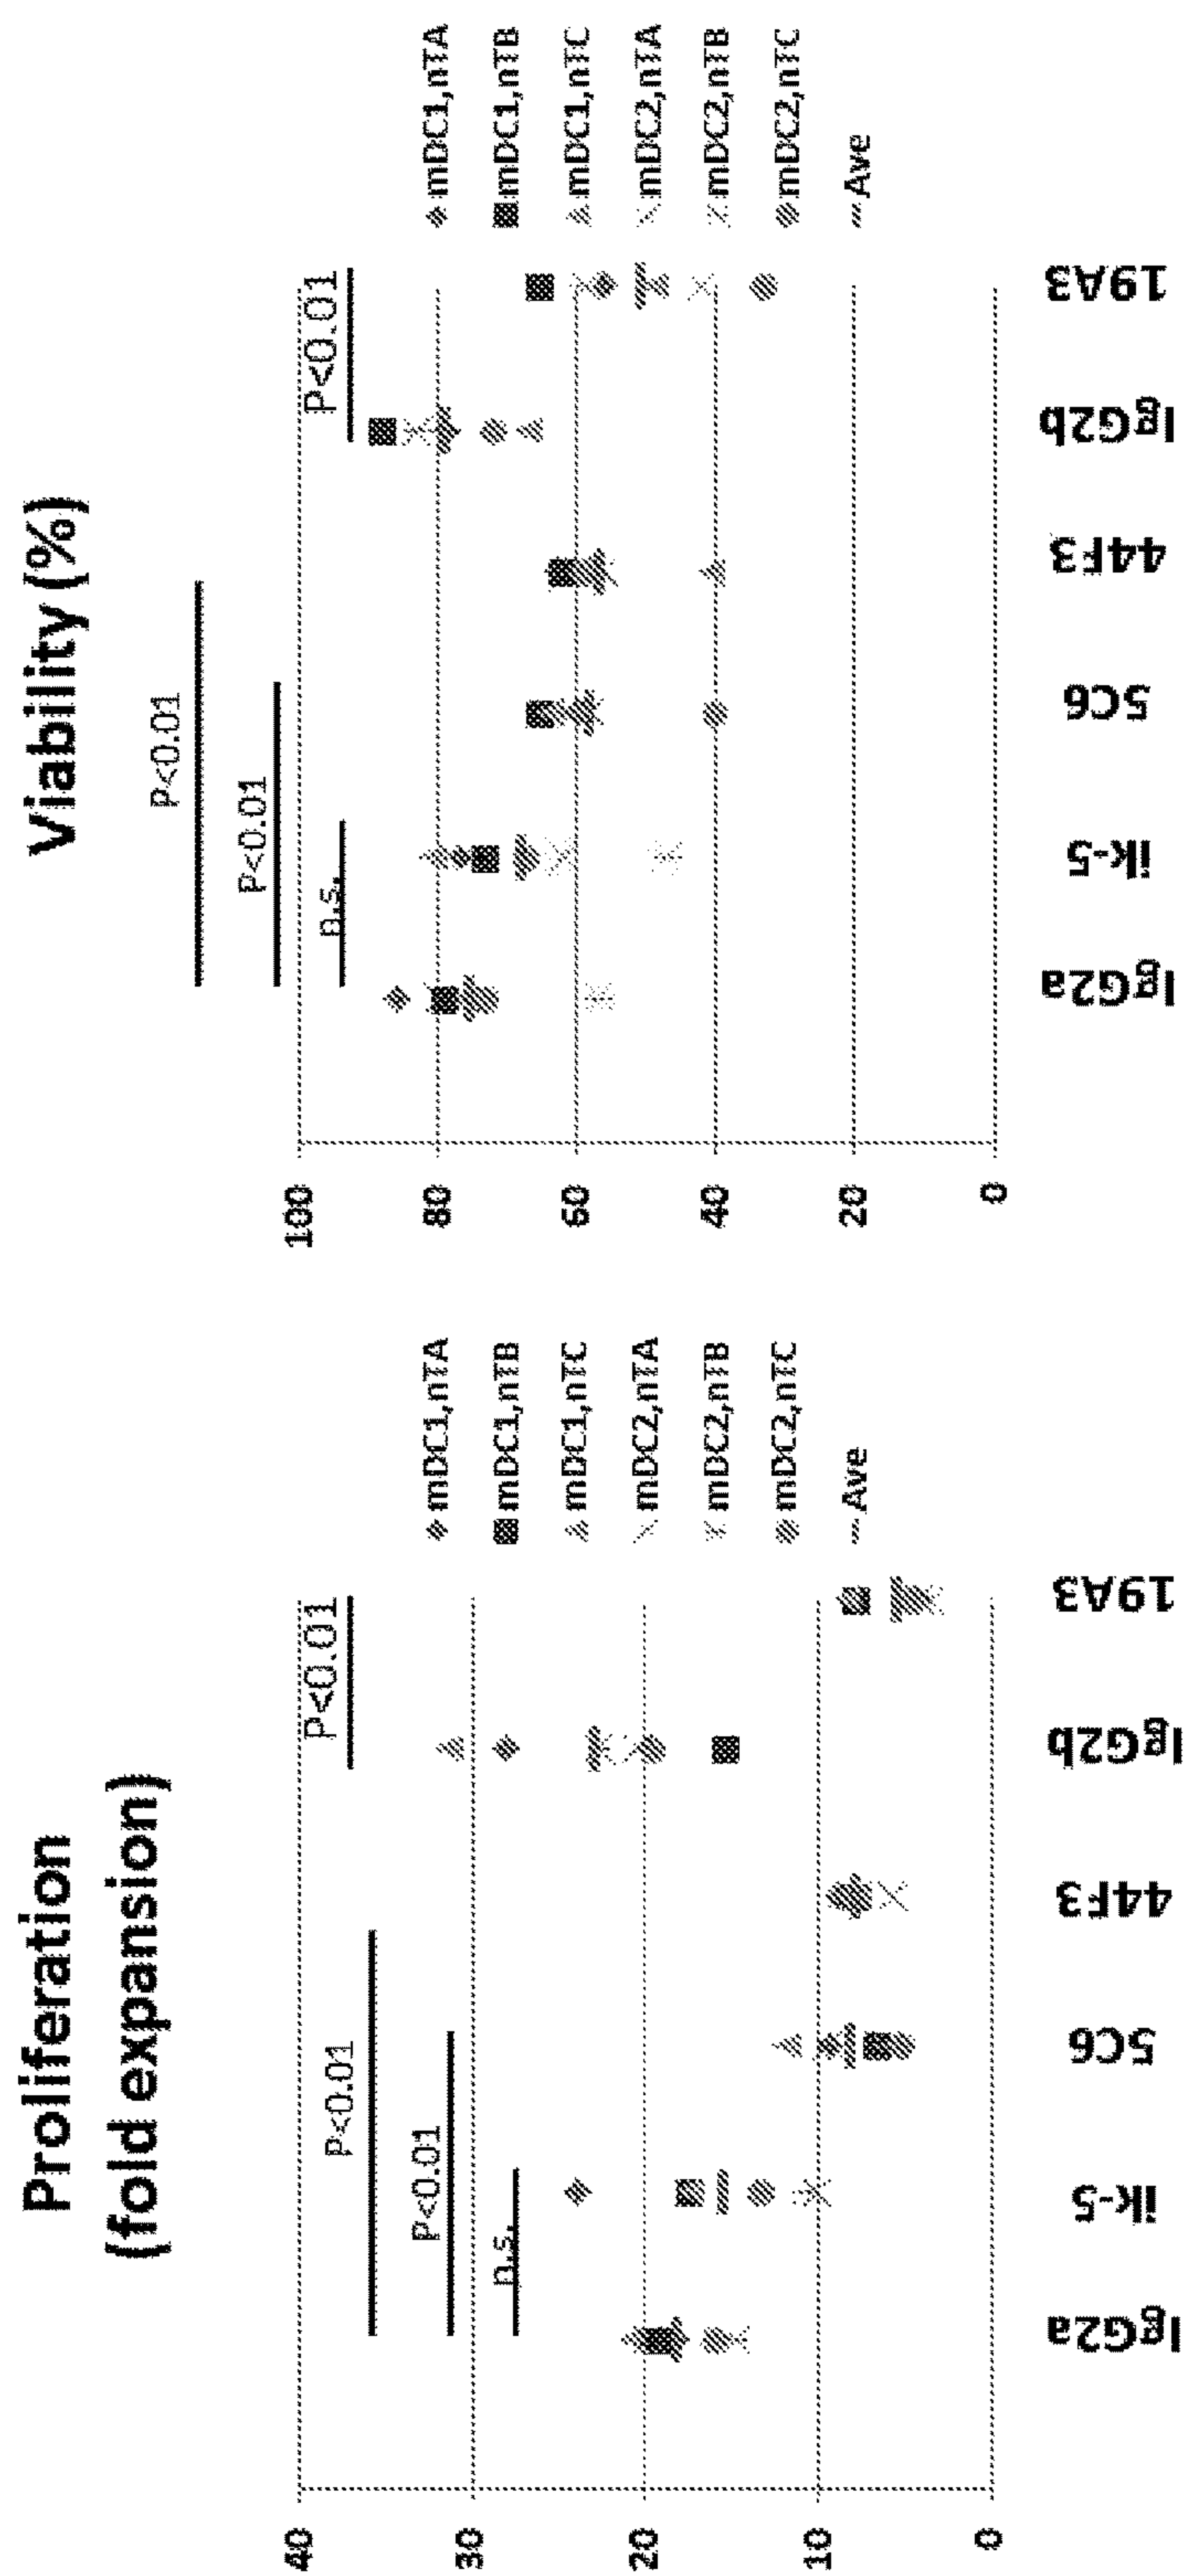 Proliferation
(fold expansion)
40
30
20
10
0
P<0.01
P<0.01
n.s.
P<0.01
IgG2a
ik-5
5C6
44F3
IgG2b
19A3
mDC1,nTA
mDC1,nTB
mDC1,nTC
mDC2,nTA
mDC2,nTB
mDC2,nTC
Ave
Viability (%)
100
80
60
40
20
0
P<0.01
P<0.01
n.s.
P<0.01
IgG2a
ik-5
5C6
44F3
IgG2b
19A3
mDC1,nTA
mDC1,nTB
mDC1,nTC
mDC2,nTA
mDC2,nTB
mDC2,nTC
Ave